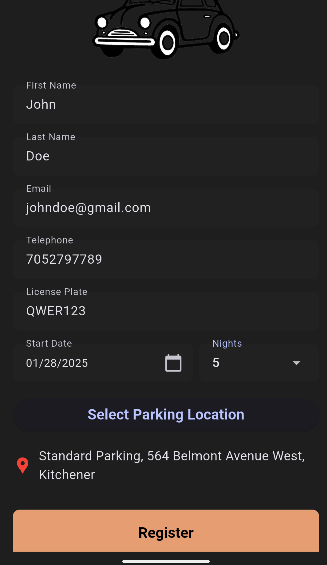 First Name
John
Last Name
Doe
Email
johndoe@gmail.com
Telephone
7052797789
License Plate
QWER123
Start Date
01/28/2025
Nights
5
Select Parking Location
Standard Parking, 564 Belmont Avenue West,
Kitchener
Register